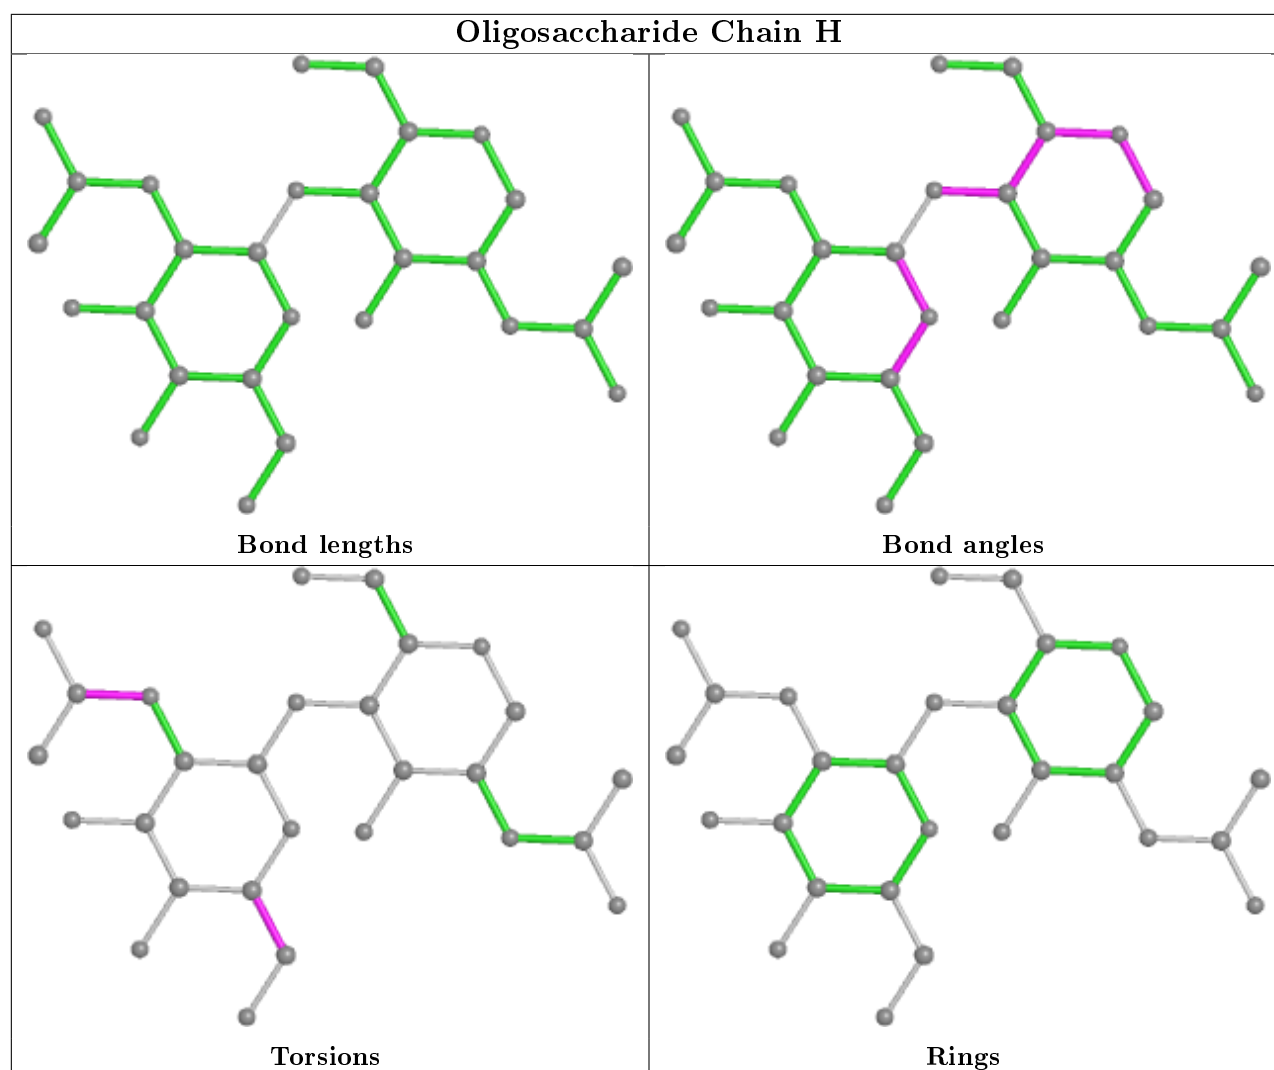 Oligosaccharide Chain H
Bond lengths
Bond angles
Torsions
Rings